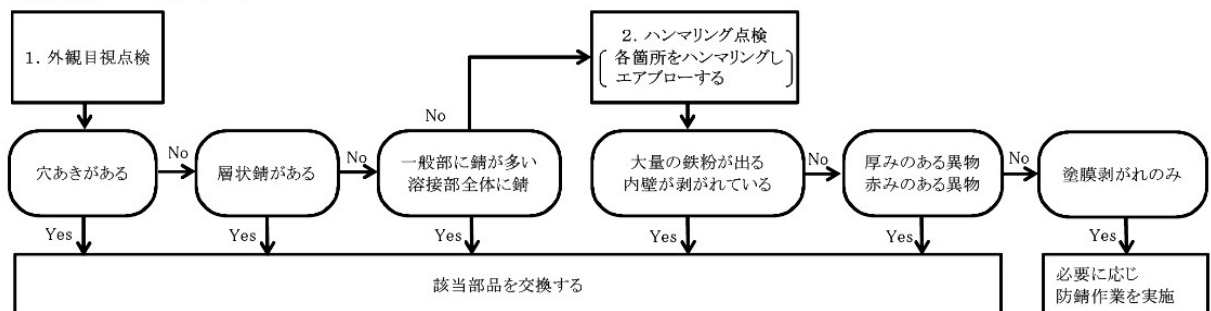 1. 外観目視点検
穴あきがある
No
層状錆がある
No
一般部に錆が多い
溶接部全体に錆
No
2. ハンマリング点検
各箇所をハンマリングし
エアブローする
大量の鉄粉が出る
内壁が剥がれている
No
厚みのある異物
赤みのある異物
No
塗膜剥がれのみ
Yes
Yes
Yes
Yes
Yes
Yes
該当部品を交換する
必要に応じ
防錆作業を実施